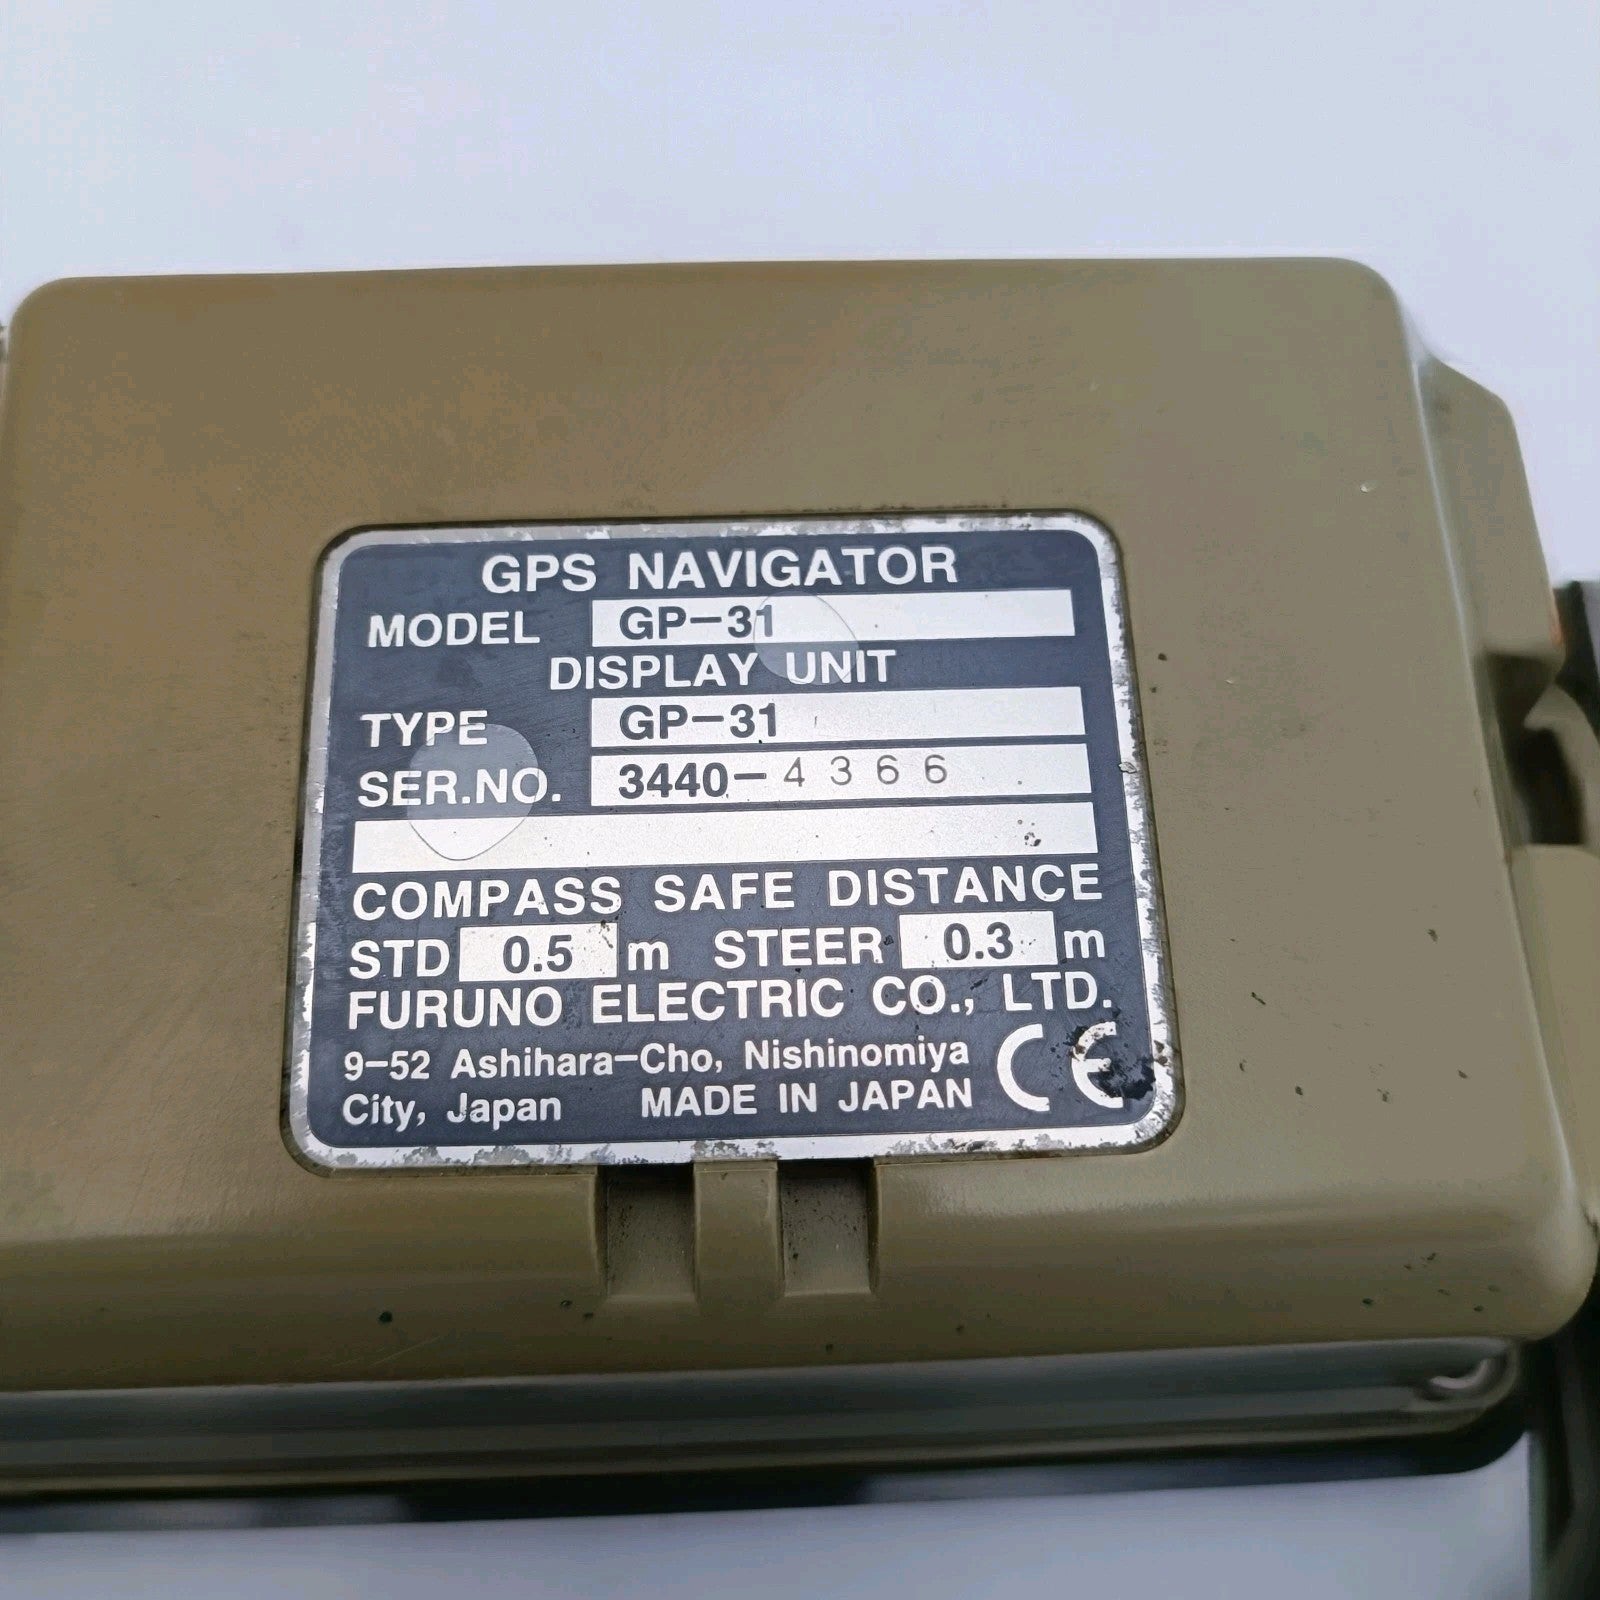 GPS NAVIGATOR
MODEL GP-31
DISPLAY UNIT
TYPE GP-31
SER.NO. 3440-4366
COMPASS SAFE DISTANCE
STD 0.5 m STEER 0.3 m
FURUNO ELECTRIC CO., LTD.
9-52 Ashihara-Cho, Nishinomiya
City, Japan MADE IN JAPAN CE